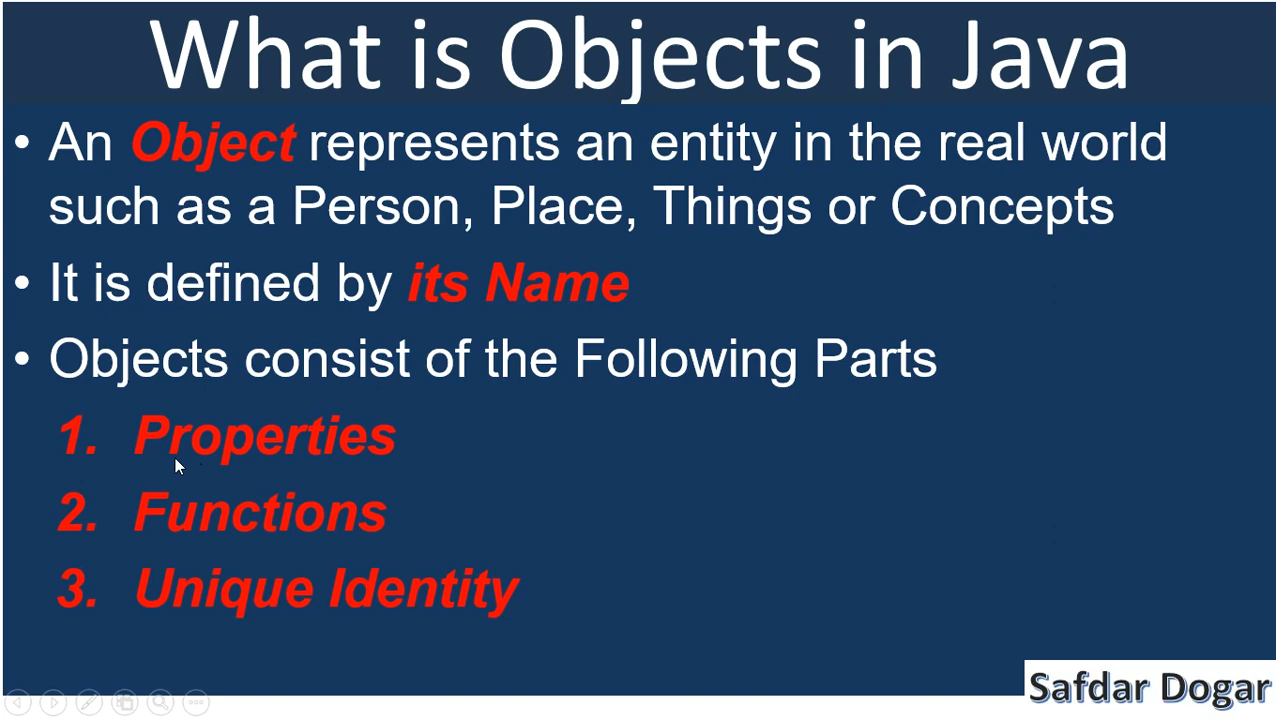 What is Objects in Java
• An Object represents an entity in the real world
such as a Person, Place, Things or Concepts
• It is defined by its Name
• Objects consist of the Following Parts
1. Properties
2. Functions
3. Unique Identity
Safdar Dogar